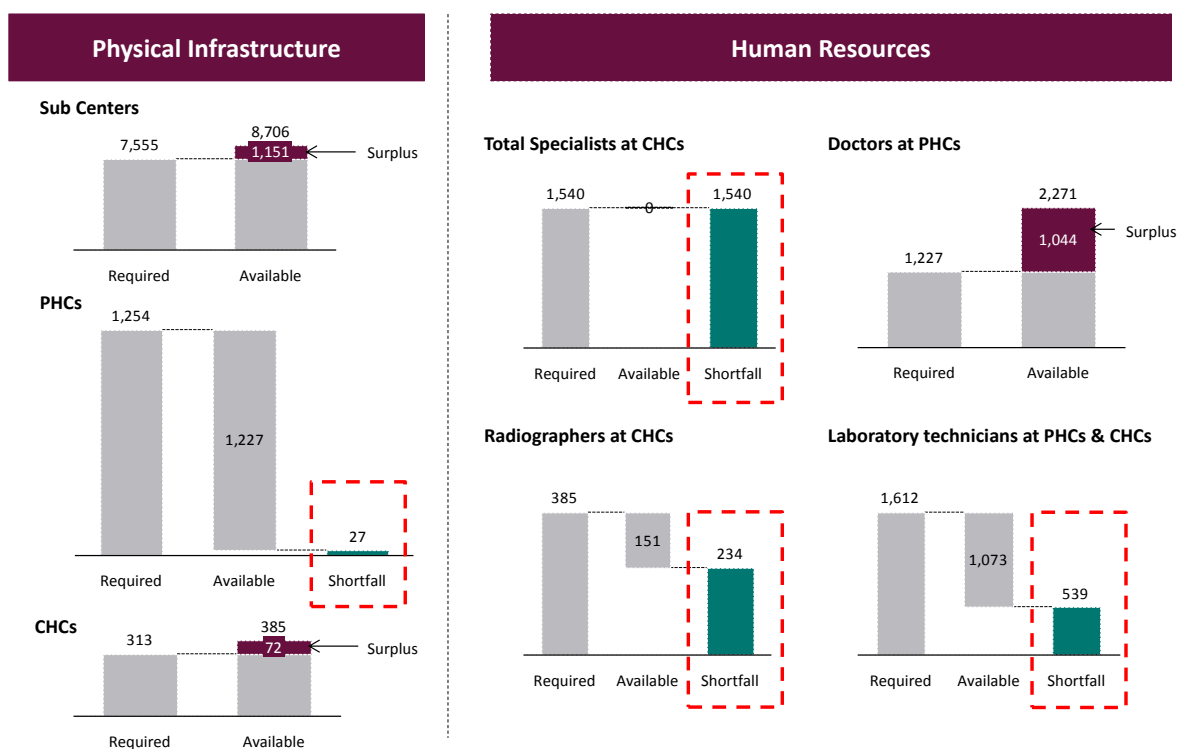 Physical Infrastructure
Sub Centers
7,555
8,706
1,151
Surplus
Required
Available
PHCs
1,254
1,227
27
Required
Available
Shortfall
CHCs
313
385
72
Surplus
Required
Available
Human Resources
Total Specialists at CHCs
1,540
0
1,540
Required
Available
Shortfall
Doctors at PHCs
1,227
2,271
1,044
Surplus
Required
Available
Radiographers at CHCs
385
151
234
Required
Available
Shortfall
Laboratory technicians at PHCs & CHCs
1,612
1,073
539
Required
Available
Shortfall